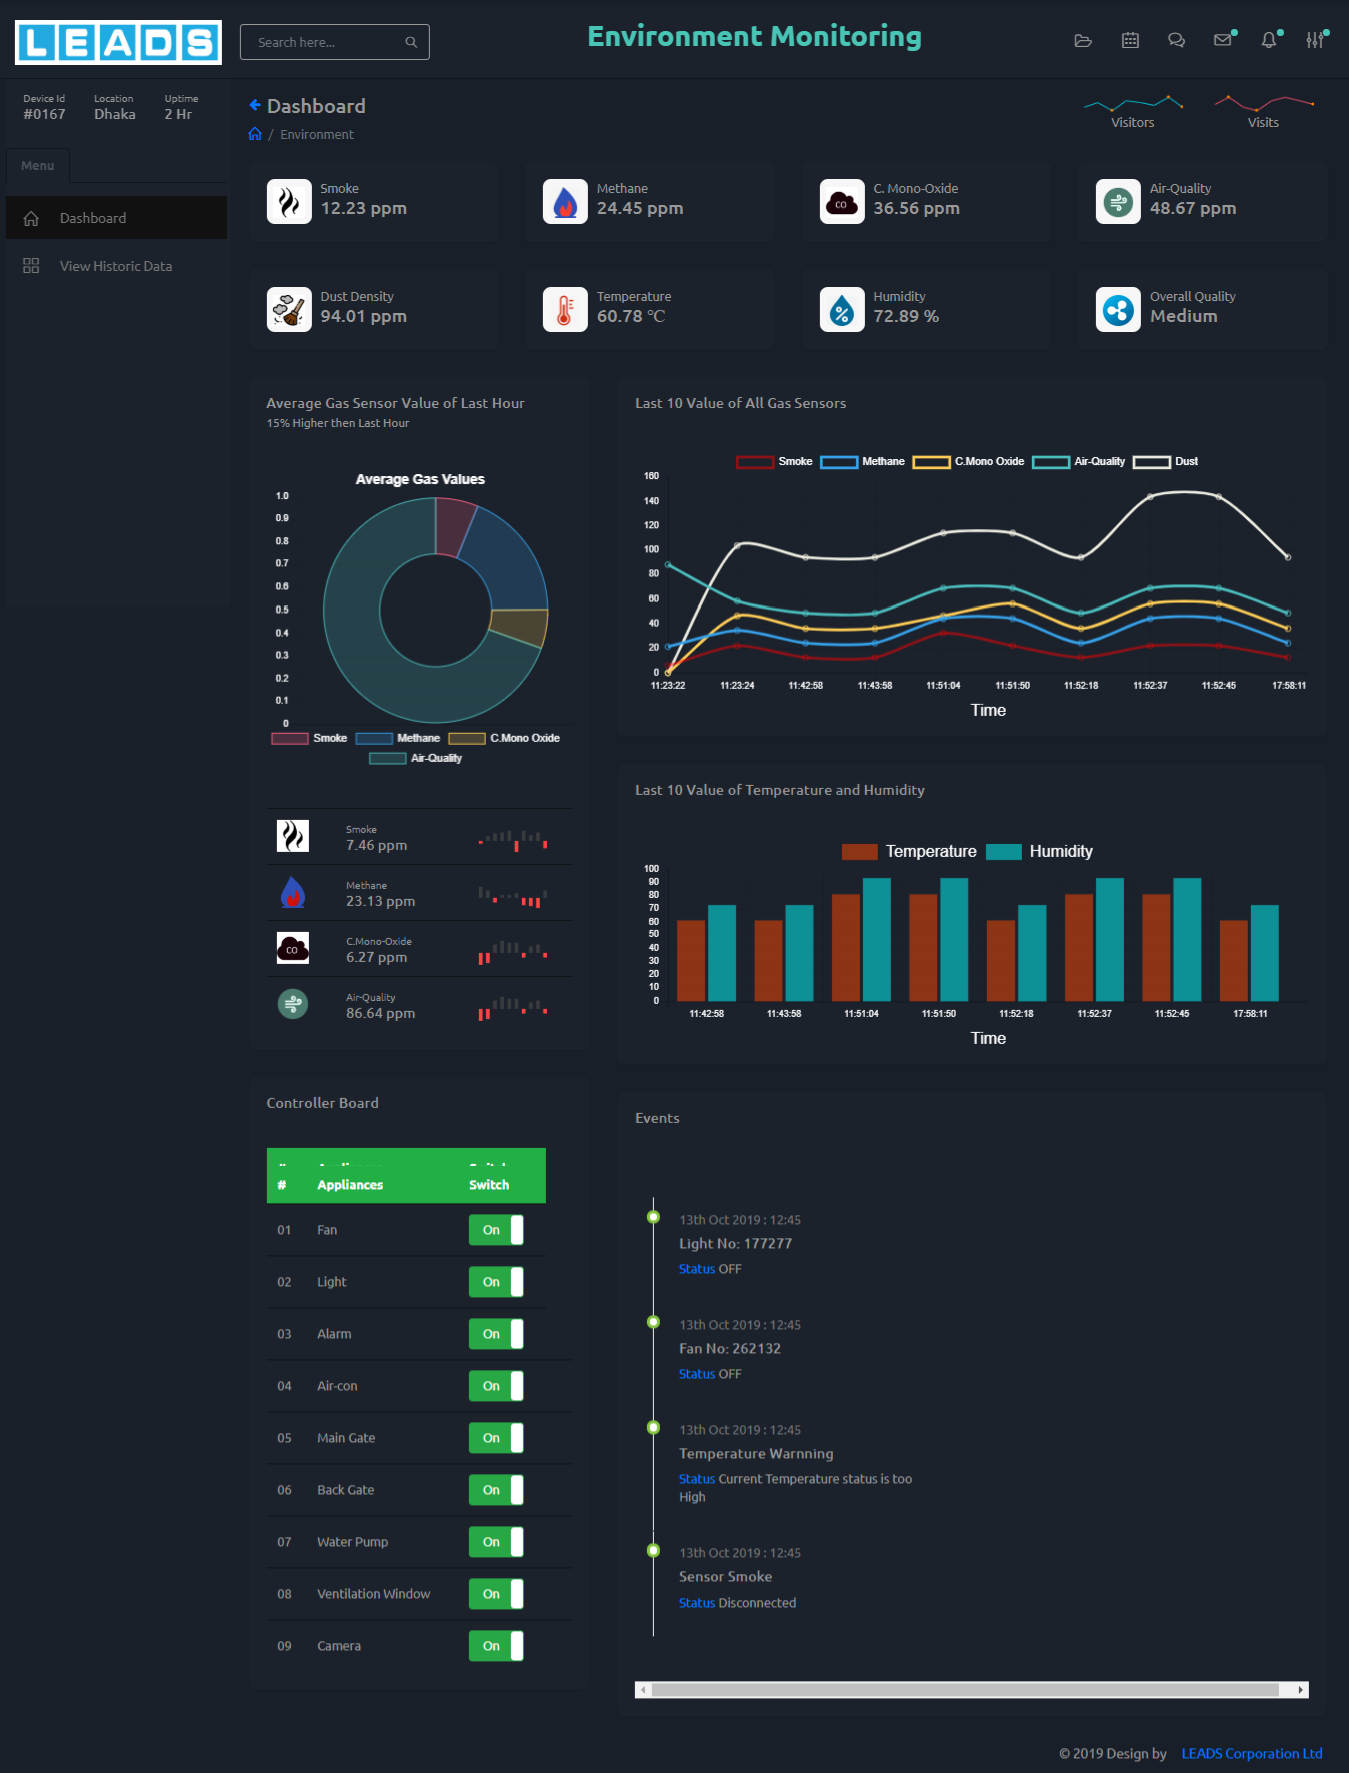 LEADS
Search here...
Environment Monitoring
Device Id
#0167
Location
Dhaka
Uptime
2 Hr
Menu
Dashboard
View Historic Data
Dashboard
/ Environment
Visitors
Visits
Smoke
12.23 ppm
Methane
24.45 ppm
CO
C. Mono-Oxide
36.56 ppm
Air-Quality
48.67 ppm
Dust Density
94.01 ppm
Temperature
60.78 ℃
%
Humidity
72.89 %
Overall Quality
Medium
Average Gas Sensor Value of Last Hour
15% Higher then Last Hour
Average Gas Values
1.0
0.9
0.8
0.7
0.6
0.5
0.4
0.3
0.2
0.1
0
Smoke Methane C.Mono Oxide
Air-Quality
Smoke
7.46 ppm
Methane
23.13 ppm
CO
C.Mono-Oxide
6.27 ppm
Air-Quality
86.64 ppm
Last 10 Value of All Gas Sensors
Smoke Methane C.Mono Oxide Air-Quality Dust
160
140
120
100
80
60
40
20
0
11:23:22 11:23:24 11:42:58 11:43:58 11:51:04 11:51:50 11:52:18 11:52:37 11:52:45 17:58:11
Time
Last 10 Value of Temperature and Humidity
Temperature Humidity
100
90
80
70
60
50
40
30
20
10
0
11:42:58 11:43:58 11:51:04 11:51:50 11:52:18 11:52:37 11:52:45 17:58:11
Time
Controller Board
# Appliances Switch
01 Fan On
02 Light On
03 Alarm On
04 Air-con On
05 Main Gate On
06 Back Gate On
07 Water Pump On
08 Ventilation Window On
09 Camera On
Events
13th Oct 2019 : 12:45
Light No: 177277
Status OFF
13th Oct 2019 : 12:45
Fan No: 262132
Status OFF
13th Oct 2019 : 12:45
Temperature Warnning
Status Current Temperature status is too
High
13th Oct 2019 : 12:45
Sensor Smoke
Status Disconnected
© 2019 Design by LEADS Corporation Ltd